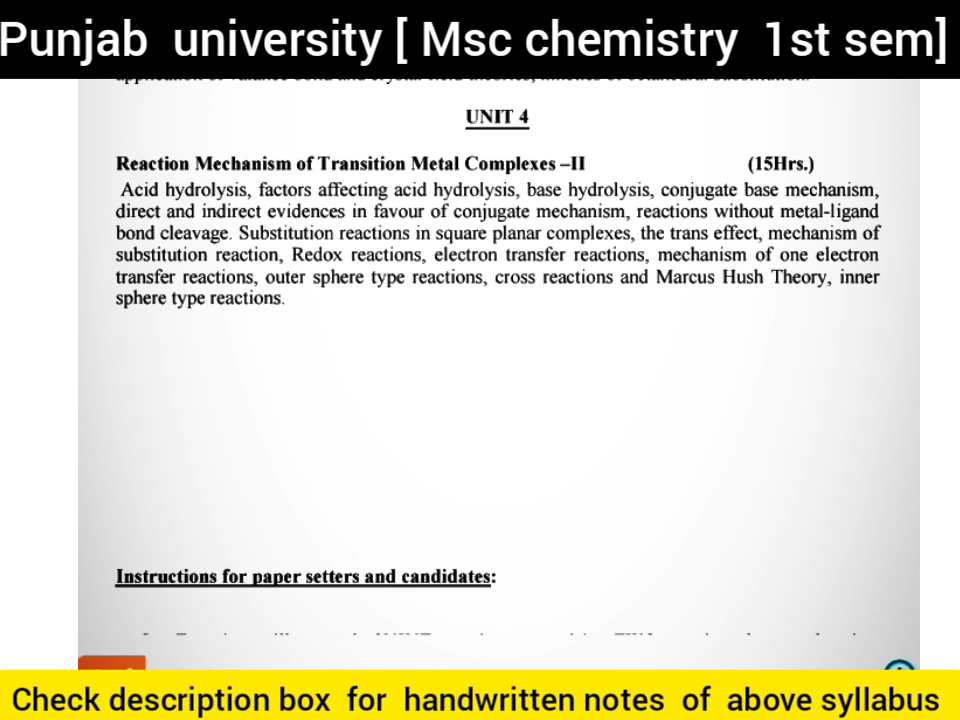 Punjab university [ Msc chemistry 1st sem]
UNIT 4
Reaction Mechanism of Transition Metal Complexes –II (15Hrs.)
Acid hydrolysis, factors affecting acid hydrolysis, base hydrolysis, conjugate base mechanism,
direct and indirect evidences in favour of conjugate mechanism, reactions without metal-ligand
bond cleavage. Substitution reactions in square planar complexes, the trans effect, mechanism of
substitution reaction, Redox reactions, electron transfer reactions, mechanism of one electron
transfer reactions, outer sphere type reactions, cross reactions and Marcus Hush Theory, inner
sphere type reactions.
Instructions for paper setters and candidates:
Check description box for handwritten notes of above syllabus